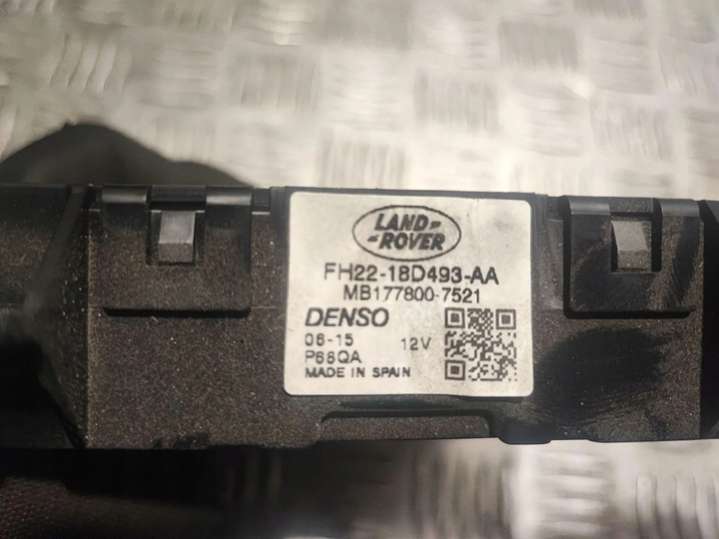 LAND-
-ROVER
FH22-18D493-AA
MB177800-7521
DENSO
06-15 12V
P68QA
MADE IN SPAIN